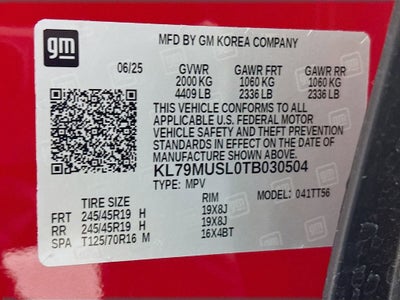 gm
MFD BY GM KOREA COMPANY
06/25 GVWR GAWR FRT GAWR RR
2000 KG 1060 KG 1060 KG
4409 LB 2336 LB 2336 LB
THIS VEHICLE CONFORMS TO ALL
APPLICABLE U.S. FEDERAL MOTOR
VEHICLE SAFETY AND THEFT PREVENTION
STANDARDS IN EFFECT ON THE DATE OF
MANUFACTURE SHOWN ABOVE.
KL79MUSL0TB030504
TYPE: MPV MODEL: 041TT56
TIRE SIZE RIM
FRT 245/45R19 H 19X8J
RR 245/45R19 H 19X8J
SPA T125/70R16 M 16X4BT